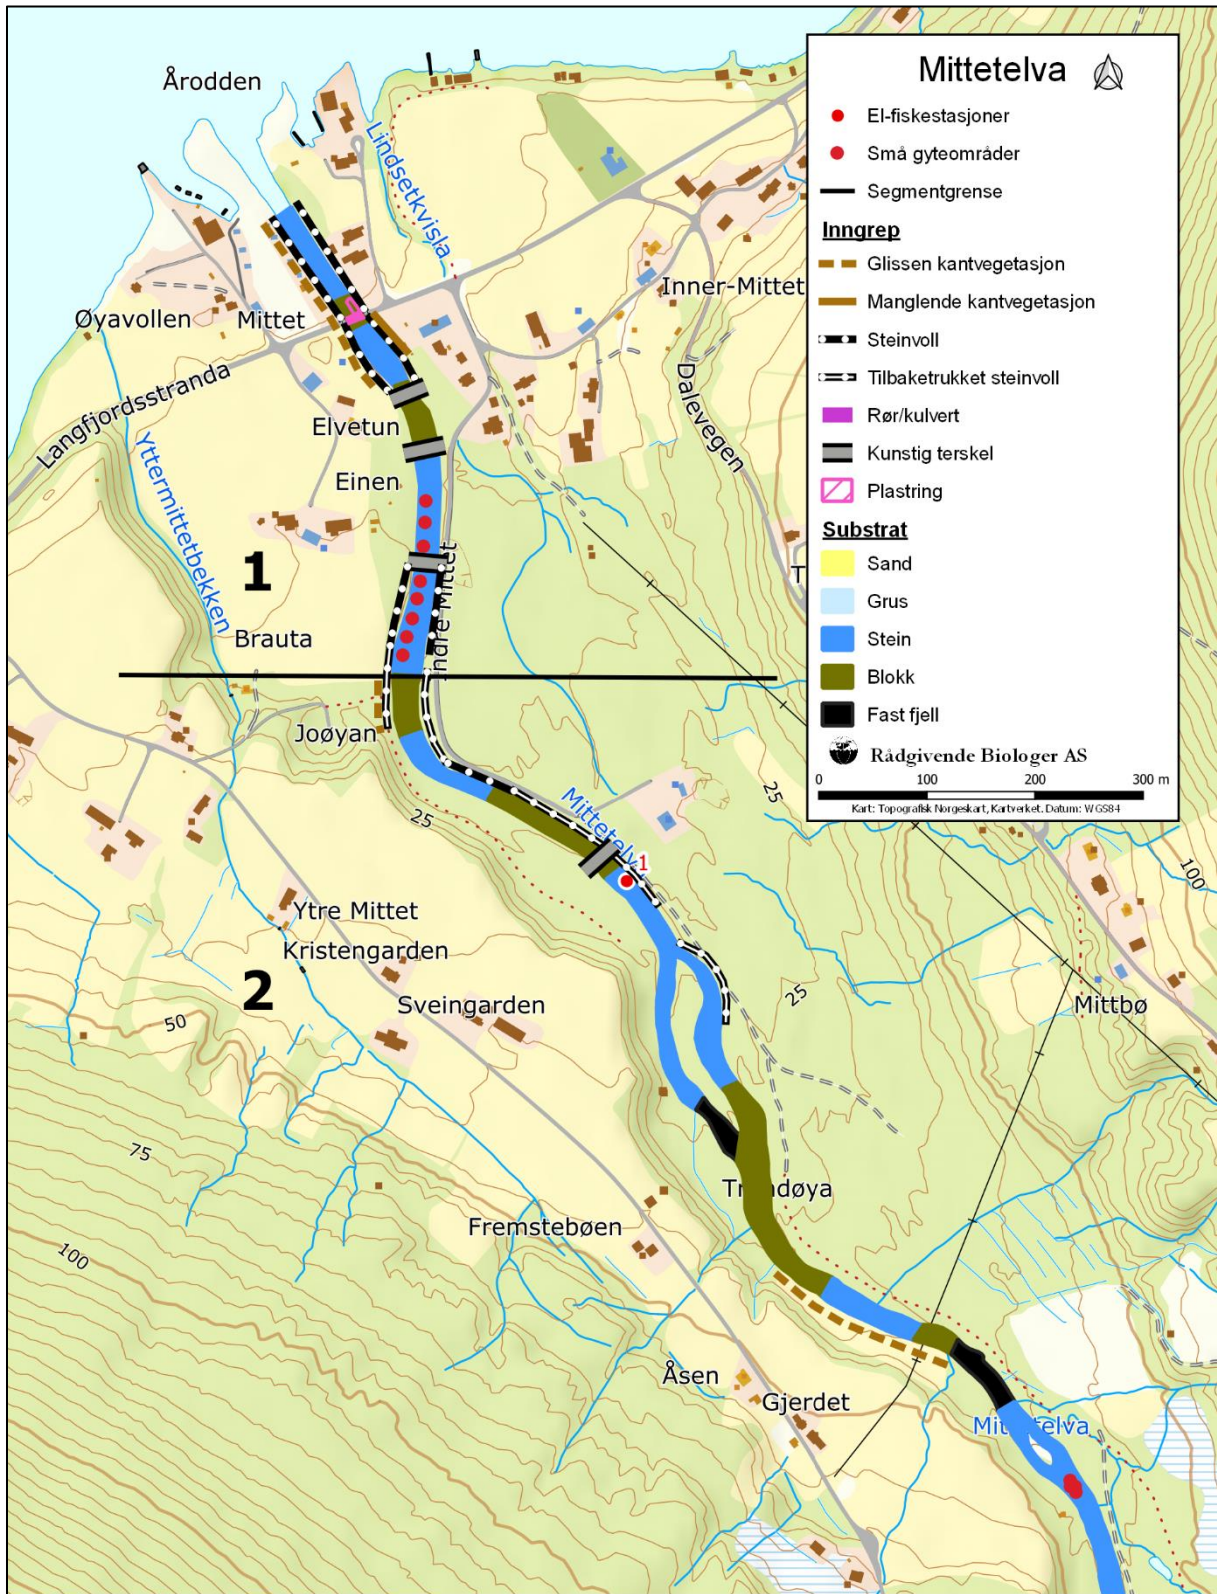 Mittetelva
El-fiskestasjoner
Små gyteområder
Segmentgrense
Inngrep
Glissen kantvegetasjon
Manglende kantvegetasjon
Steinvoll
Tilbaketrukket steinvoll
Rør/kulvert
Kunstig terskel
Plastring
Substrat
Sand
Grus
Stein
Blokk
Fast fjell
Rådgivende Biologer AS
0 100 200 300 m
Kart: Topografisk Norgeskart, Kartverket. Datum: WGS84
Årodden
Lindsetkvisla
Inner-Mittet
Øyavollen
Mittet
Langfjordsstranda
Dalevegen
Elvetun
Yttermittetbekken
Einen
1
T
Indre Mittet
Brauta
Joøyan
25
25
Mittetelva
1
100
Ytre Mittet
Kristengarden
2
Sveingarden
25
Mittbø
50
75
Fremstebøen
100
Åsen
Gjerdet